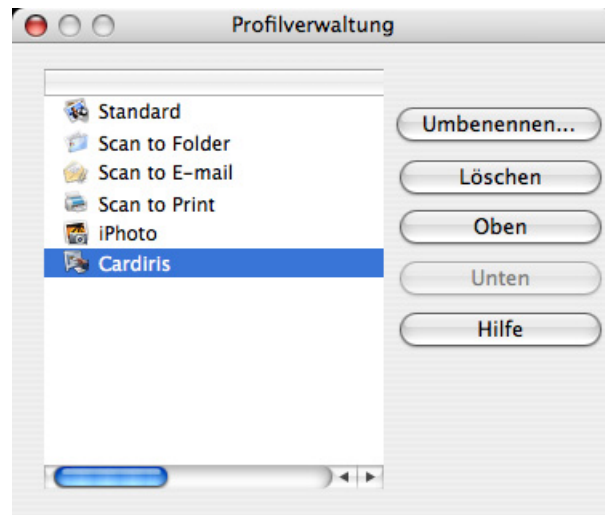 Profilverwaltung
Standard
Scan to Folder
Scan to E-mail
Scan to Print
iPhoto
Cardiris
Umbenennen...
Löschen
Oben
Unten
Hilfe